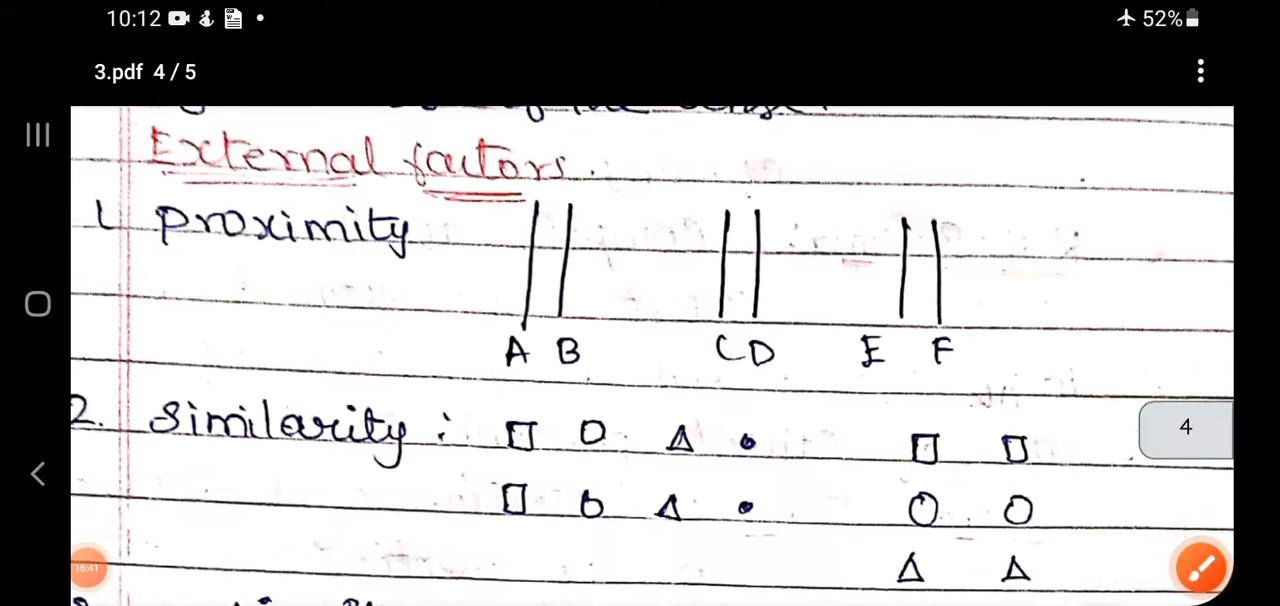 10:12
52%
3.pdf 4 / 5
External factors.
1. Proximity
A B C D E F
2. Similarity :
4
16:41